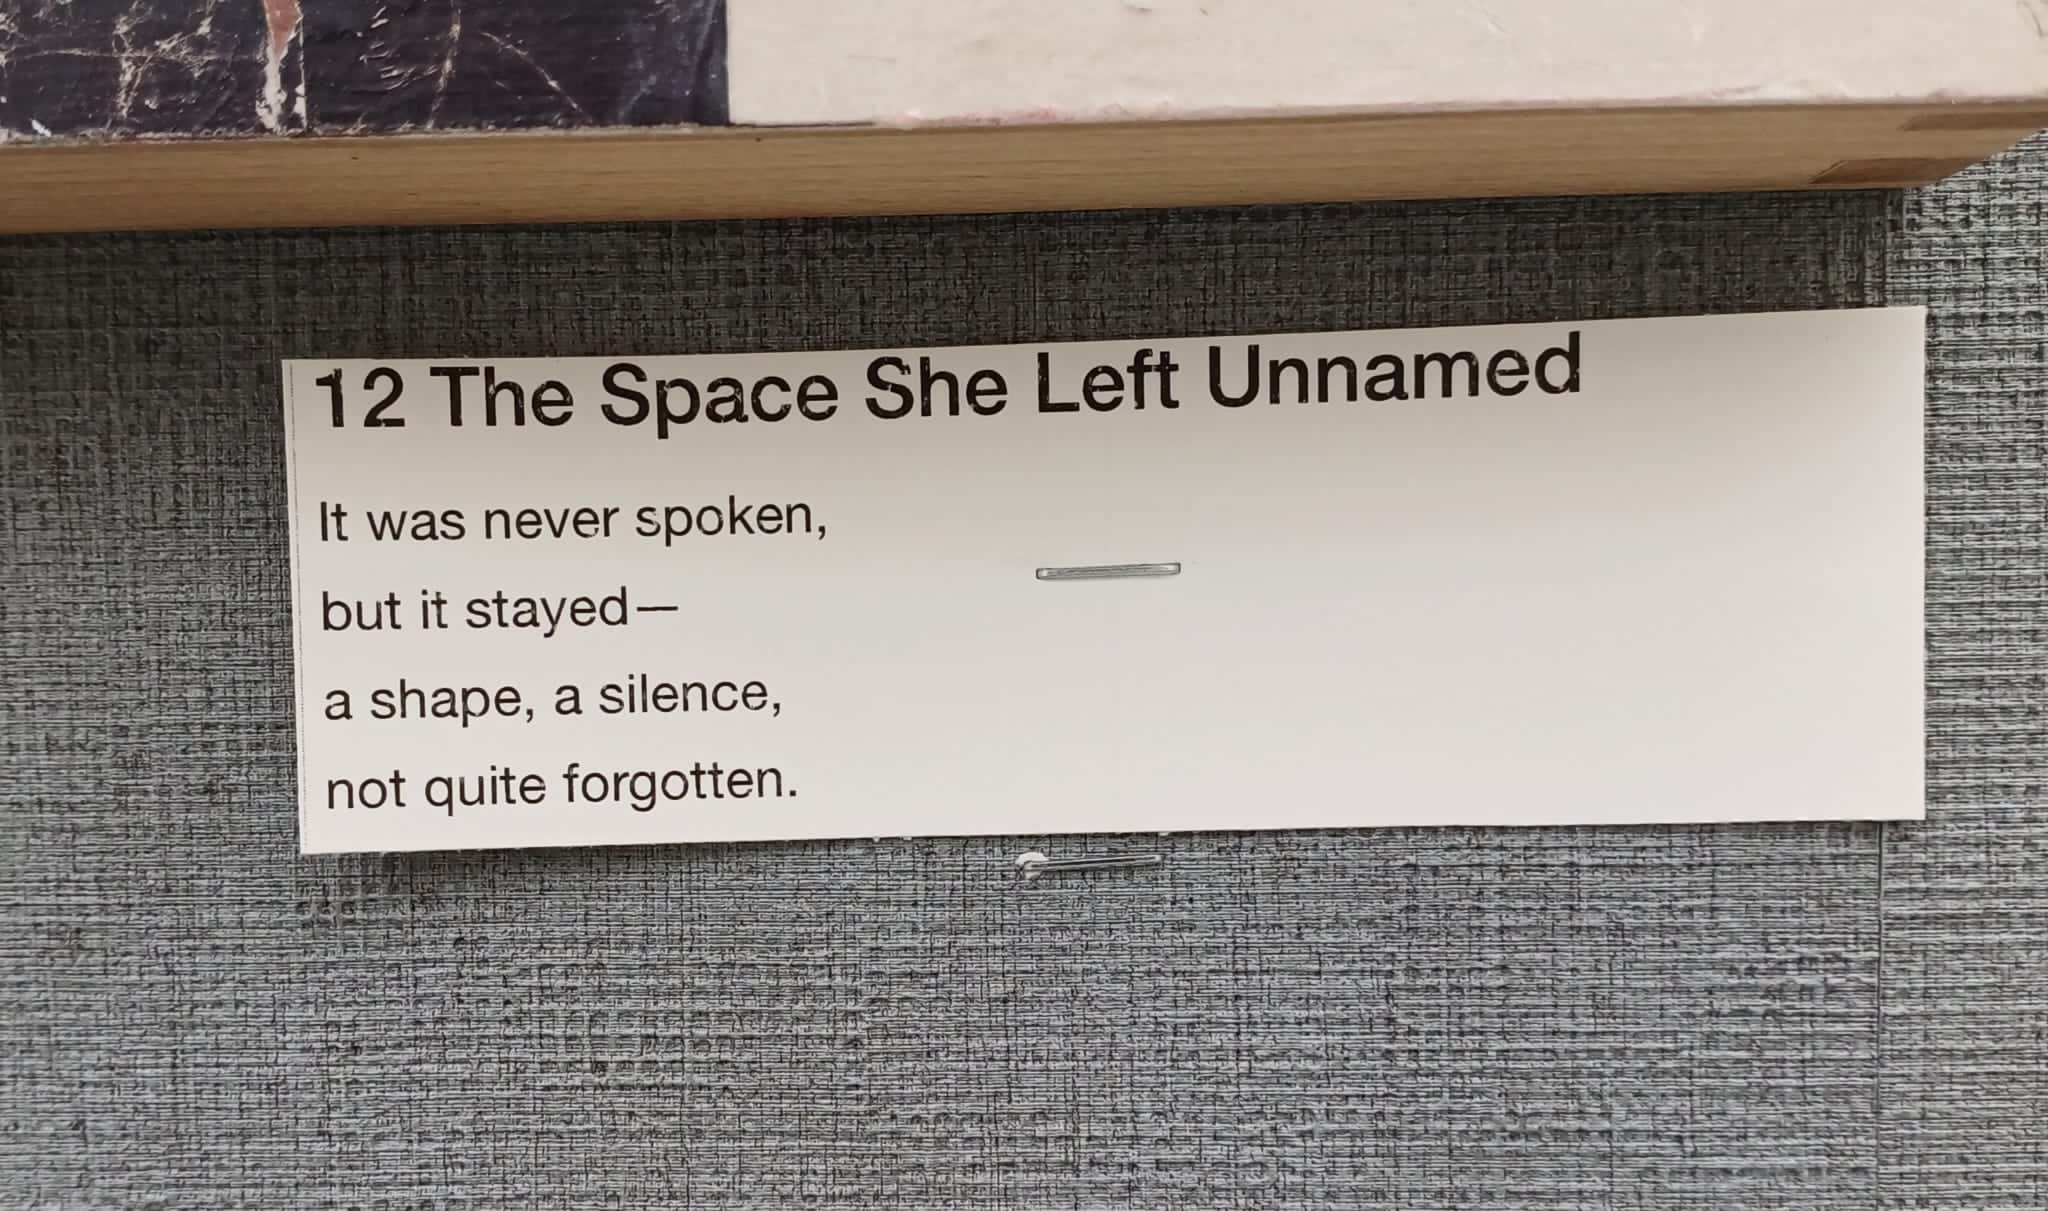 12 The Space She Left Unnamed
It was never spoken,
but it stayed—
a shape, a silence,
not quite forgotten.